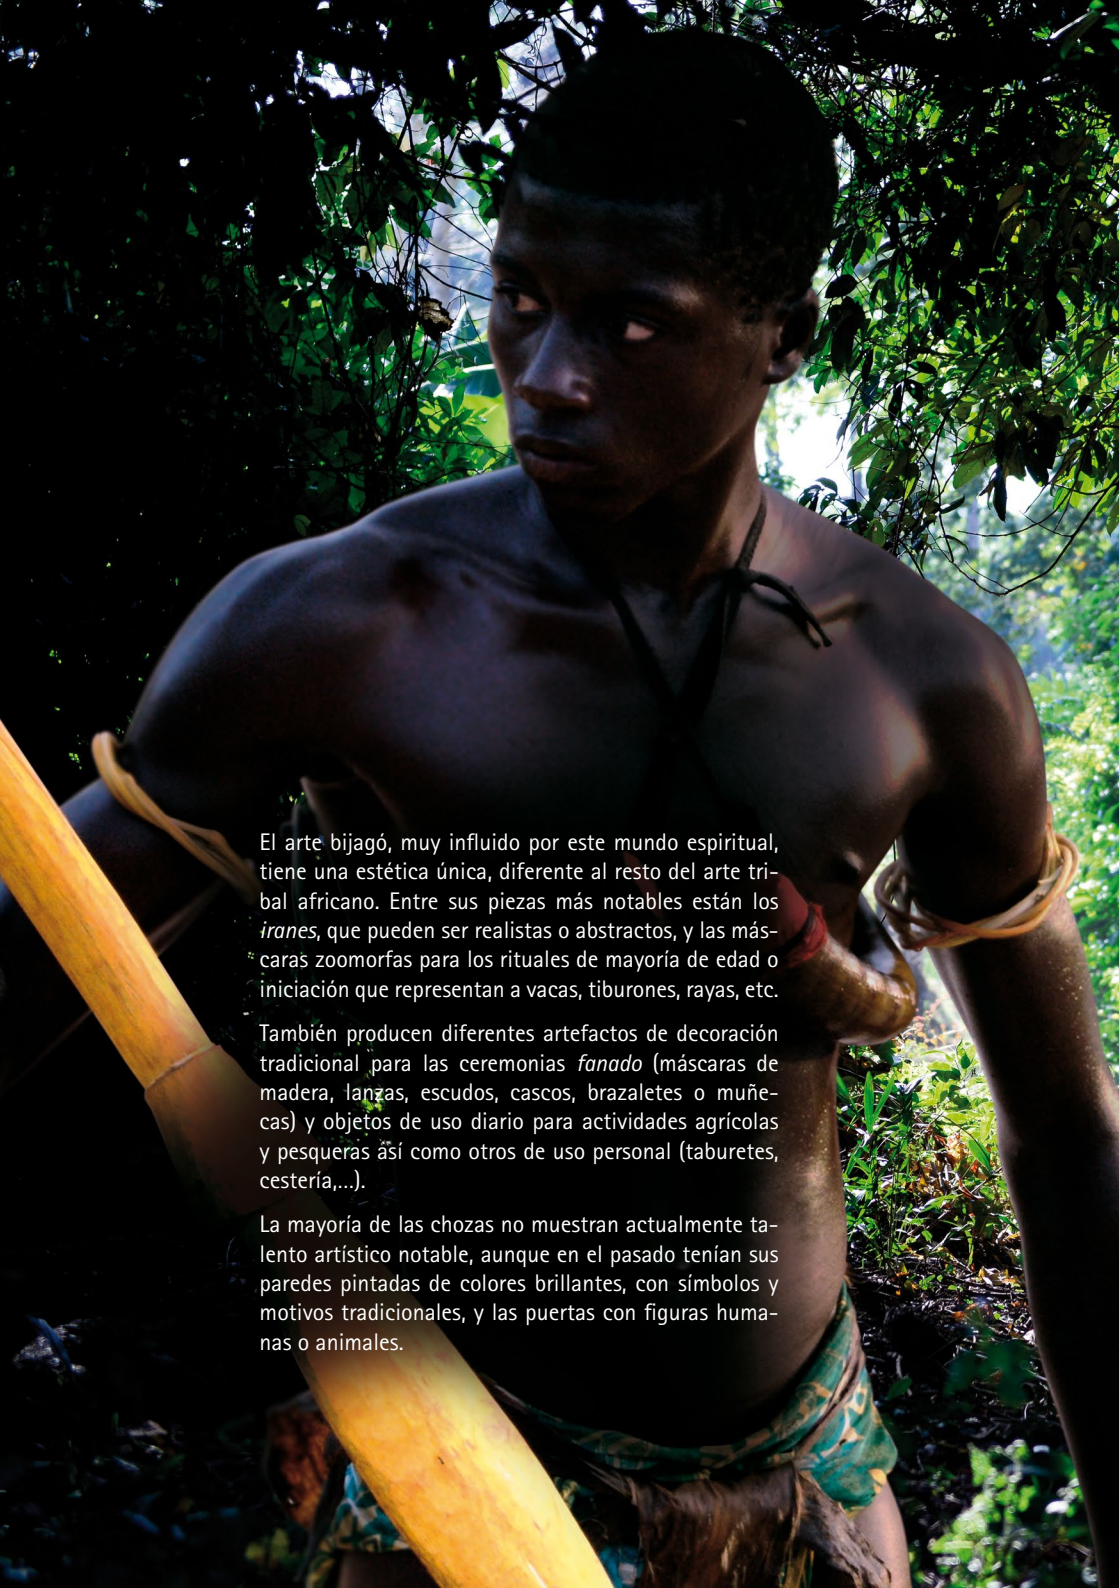 El arte bijagó, muy influido por este mundo espiritual,
tiene una estética única, diferente al resto del arte tri-
bal africano. Entre sus piezas más notables están los
iranes, que pueden ser realistas o abstractos, y las más-
caras zoomorfas para los rituales de mayoría de edad o
iniciación que representan a vacas, tiburones, rayas, etc.
También producen diferentes artefactos de decoración
tradicional para las ceremonias fanado (máscaras de
madera, lanzas, escudos, cascos, brazaletes o muñe-
cas) y objetos de uso diario para actividades agrícolas
y pesqueras así como otros de uso personal (taburetes,
cestería,...).
La mayoría de las chozas no muestran actualmente ta-
lento artístico notable, aunque en el pasado tenían sus
paredes pintadas de colores brillantes, con símbolos y
motivos tradicionales, y las puertas con figuras huma-
nas o animales.